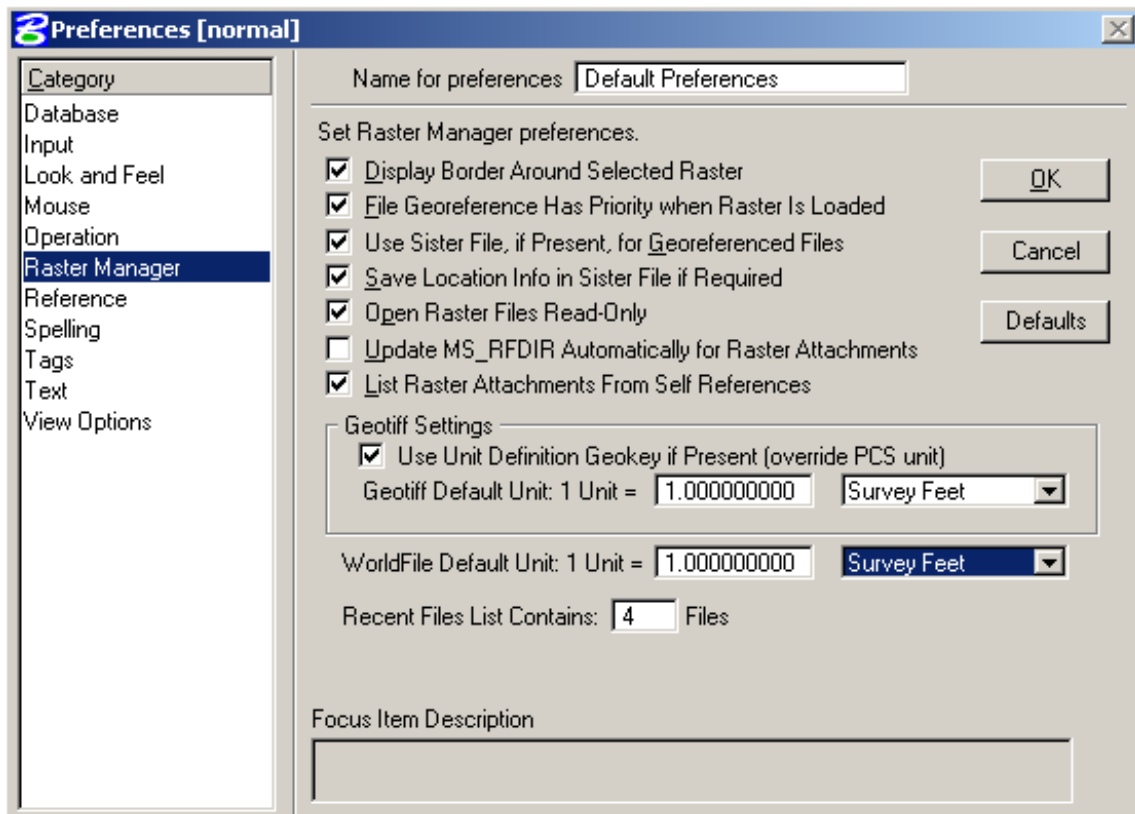 Preferences [normal]
Category
Database
Input
Look and Feel
Mouse
Operation
Raster Manager
Reference
Spelling
Tags
Text
View Options
Name for preferences Default Preferences
Set Raster Manager preferences.
Display Border Around Selected Raster
File Georeference Has Priority when Raster Is Loaded
Use Sister File, if Present, for Georeferenced Files
Save Location Info in Sister File if Required
Open Raster Files Read-Only
Update MS_RFDIR Automatically for Raster Attachments
List Raster Attachments From Self References
OK
Cancel
Defaults
Geotiff Settings
Use Unit Definition Geokey if Present (override PCS unit)
Geotiff Default Unit: 1 Unit = 1.000000000 Survey Feet
WorldFile Default Unit: 1 Unit = 1.000000000 Survey Feet
Recent Files List Contains: 4 Files
Focus Item Description